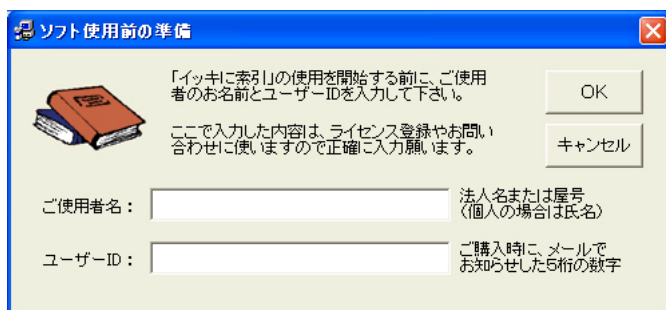 ソフト使用前の準備
「イッキに索引」の使用を開始する前に、ご使用
者のお名前とユーザーIDを入力して下さい。
ここで入力した内容は、ライセンス登録やお問い
合わせに使いますので正確に入力願います。
OK
キャンセル
ご使用者名：
法人名または屋号
（個人の場合は氏名）
ユーザーID：
ご購入時に、メールで
お知らせした5桁の数字